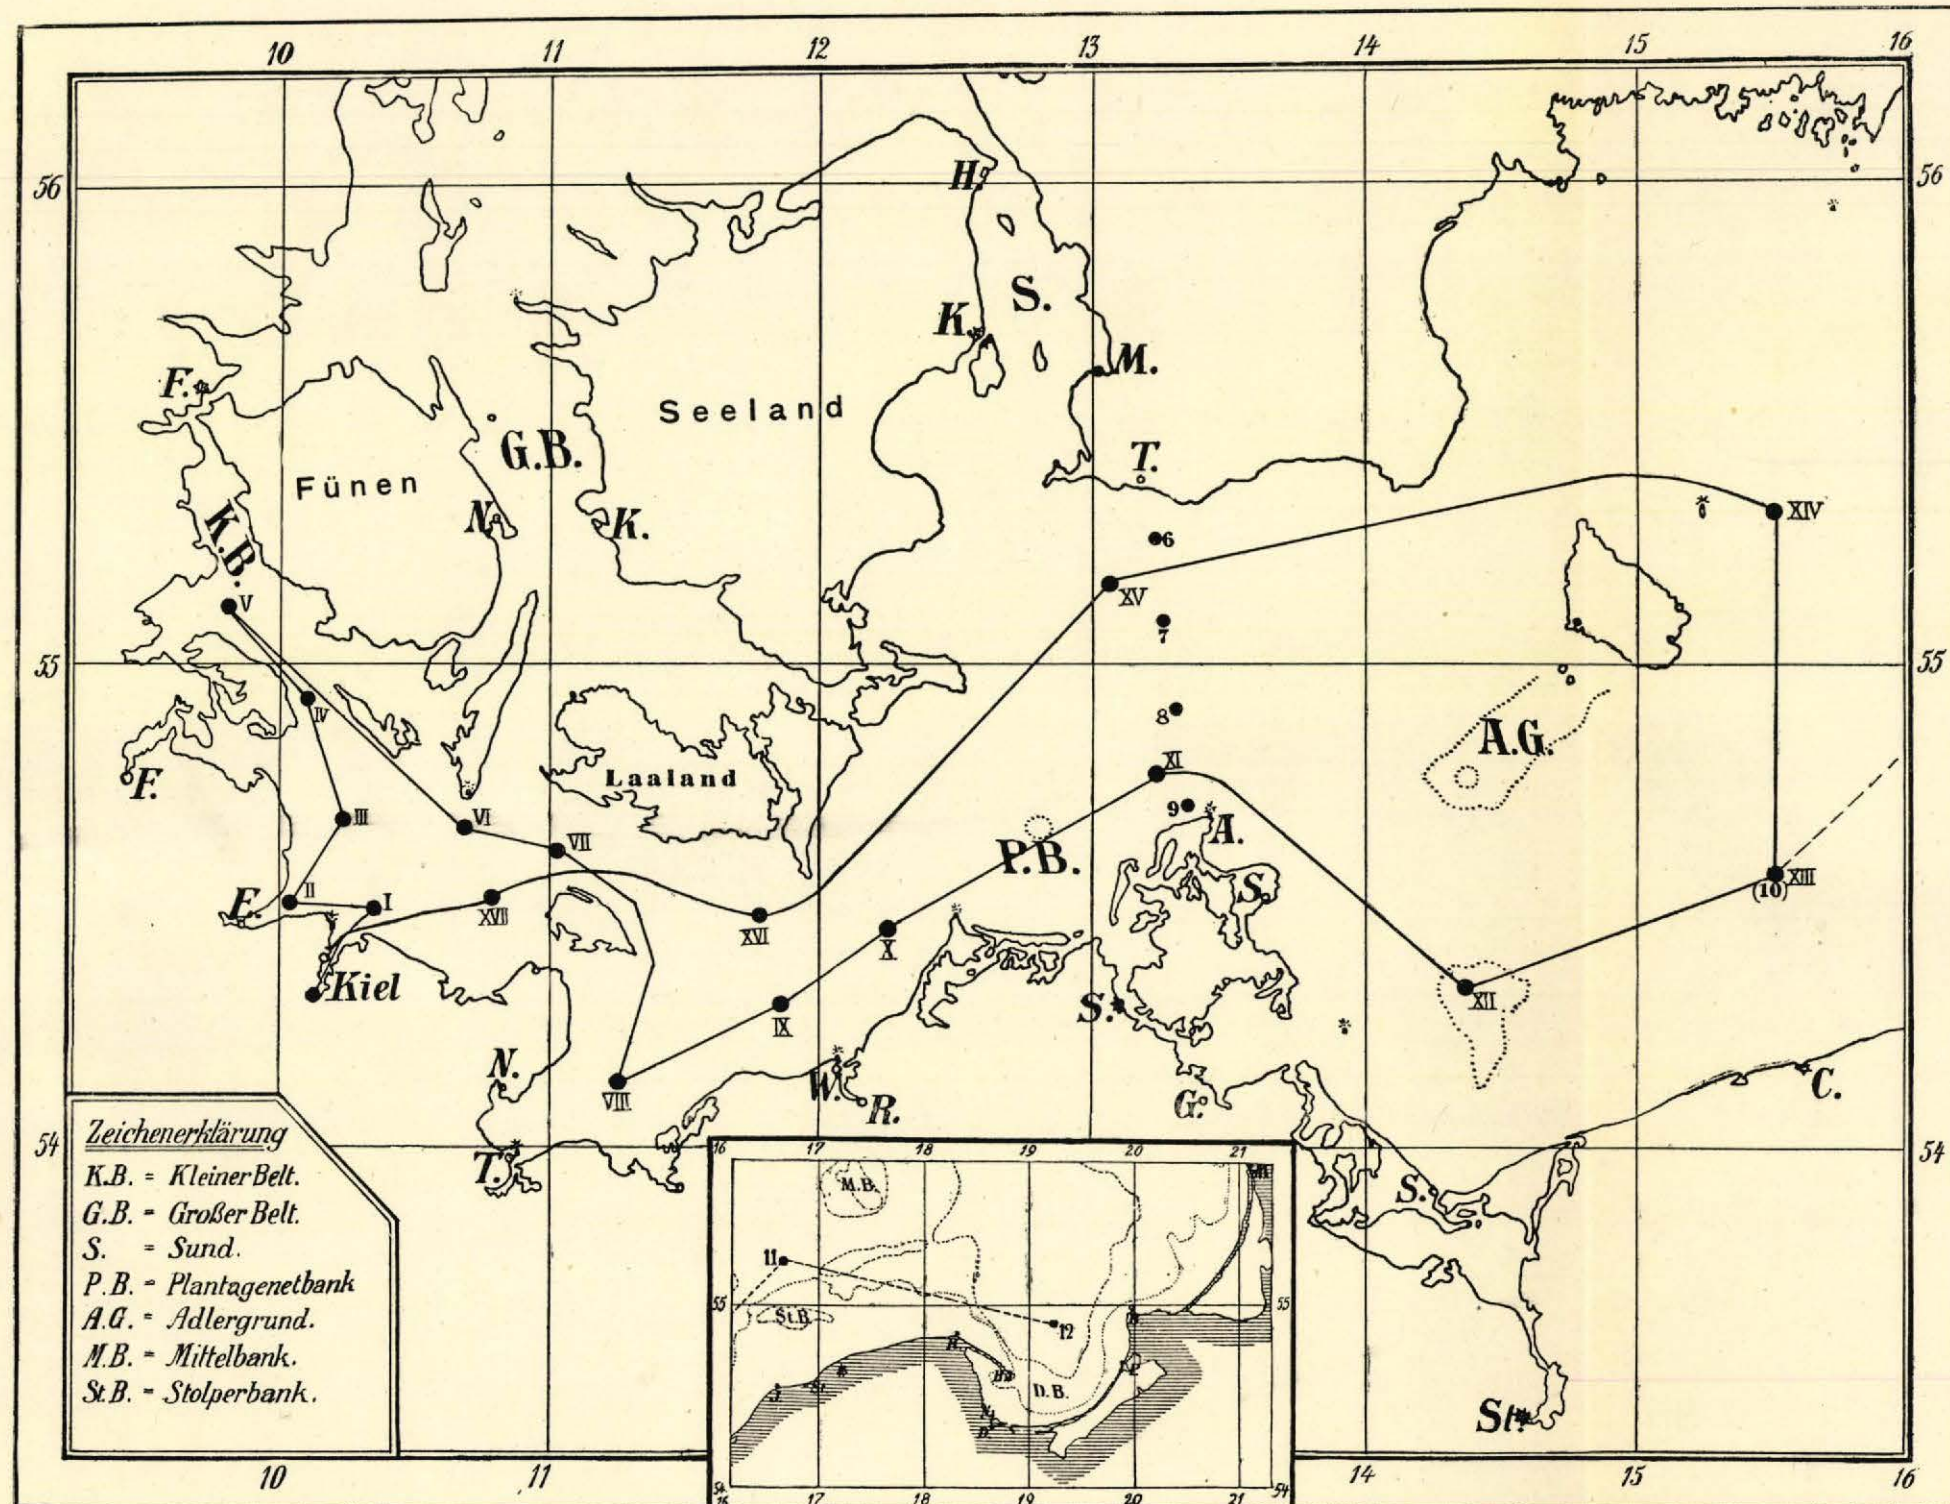 10 11 12 13 14 15 16
56 H. 56
S.
K.
F. M.
Seeland
G.B.
Fünen T.
K.B. N. K. XIV
6
V XV
7
55 55
IV 8 A.G.
F. Laaland XI
III VI 9 A.
VII P.B.
E. II I S. XIII
(10)
XVII XVI X
Kiel XII
IX S.
N. W. C.
VIII R. G.
54 54
T. S.
St.
Zeichenerklärung
K.B. = Kleiner Belt.
G.B. = Großer Belt.
S. = Sund.
P.B. = Plantagenetbank
A.G. = Adlergrund.
M.B. = Mittelbank.
St.B. = Stolperbank.
16 17 18 19 20 21
M.B.
11
55 55
St.B. 12
D.B.
54 54
16 17 18 19 20 21
10 11 14 15 16